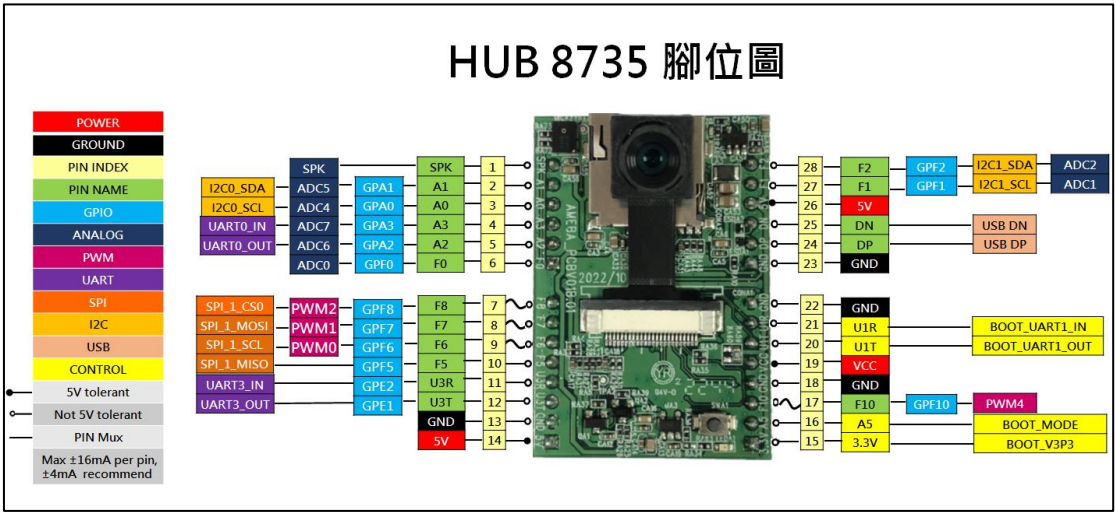 HUB 8735 腳位圖
POWER
GROUND
PIN INDEX
PIN NAME
GPIO
ANALOG
PWM
UART
SPI
I2C
USB
CONTROL
5V tolerant
Not 5V tolerant
PIN Mux
Max ±16mA per pin,
±4mA recommend
SPK SPK 1
I2C0_SDA ADC5 GPA1 A1 2
I2C0_SCL ADC4 GPA0 A0 3
UART0_IN ADC7 GPA3 A3 4
UART0_OUT ADC6 GPA2 A2 5
ADC0 GPF0 F0 6
SPI_1_CS0 PWM2 GPF8 F8 7
SPI_1_MOSI PWM1 GPF7 F7 8
SPI_1_SCL PWM0 GPF6 F6 9
SPI_1_MISO GPF5 F5 10
UART3_IN GPE2 U3R 11
UART3_OUT GPE1 U3T 12
GND 13
5V 14
AMEBA
2022/10
28 F2 GPF2 I2C1_SDA ADC2
27 F1 GPF1 I2C1_SCL ADC1
26 5V
25 DN USB DN
24 DP USB DP
23 GND
22 GND
21 U1R BOOT_UART1_IN
20 U1T BOOT_UART1_OUT
19 VCC
18 GND
17 F10 GPF10 PWM4
16 A5 BOOT_MODE
15 3.3V BOOT_V3P3